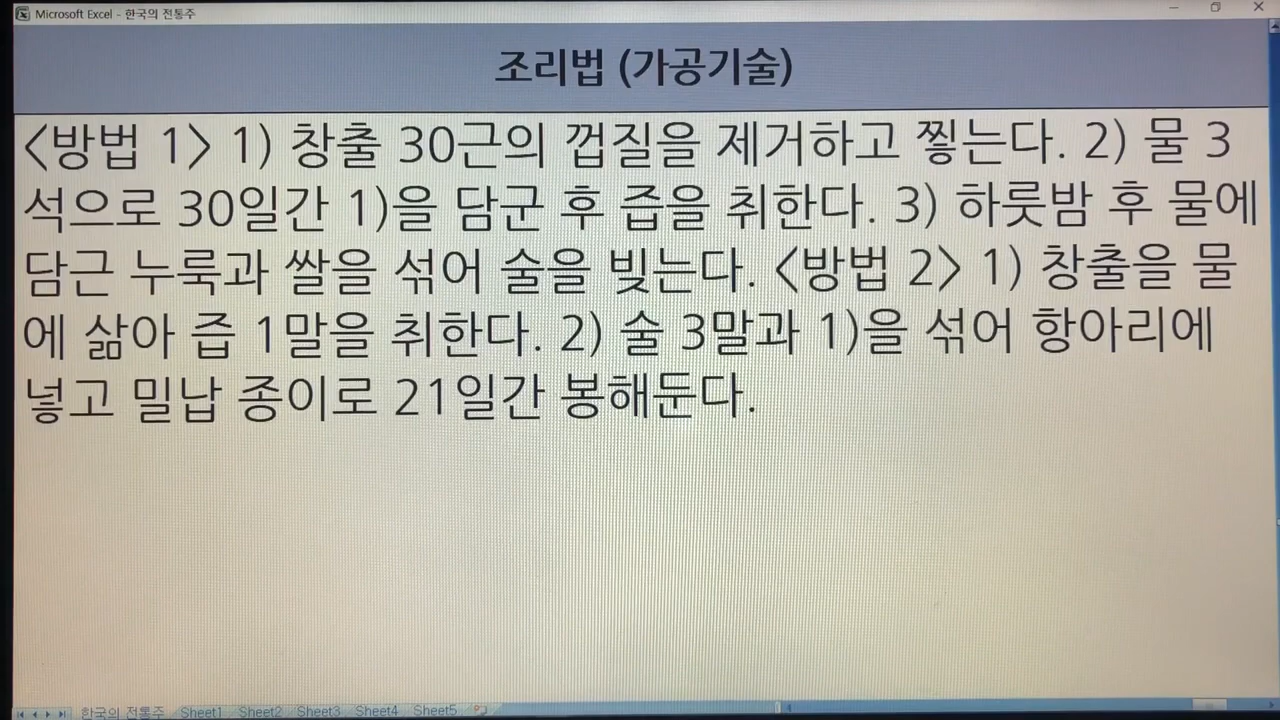 Microsoft Excel - 한국의 전통주
조리법 (가공기술)
<방법 1> 1) 창출 30근의 껍질을 제거하고 찧는다. 2) 물 3
석으로 30일간 1)을 담군 후 즙을 취한다. 3) 하룻밤 후 물에
담근 누룩과 쌀을 섞어 술을 빚는다. <방법 2> 1) 창출을 물
에 삶아 즙 1말을 취한다. 2) 술 3말과 1)을 섞어 항아리에
넣고 밀납 종이로 21일간 봉해둔다.
한국의 전통주 Sheet1 Sheet2 Sheet3 Sheet4 Sheet5